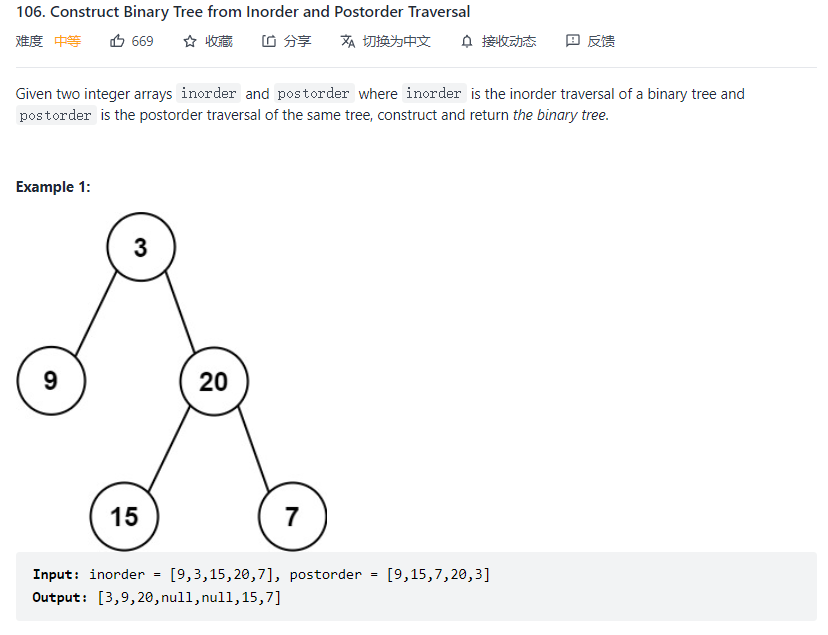 106. Construct Binary Tree from Inorder and Postorder Traversal
难度 中等 669 收藏 分享 切换为中文 接收动态 反馈
Given two integer arrays inorder and postorder where inorder is the inorder traversal of a binary tree and
postorder is the postorder traversal of the same tree, construct and return the binary tree.
Example 1:
3
9 20
15 7
Input: inorder = [9,3,15,20,7], postorder = [9,15,7,20,3]
Output: [3,9,20,null,null,15,7]